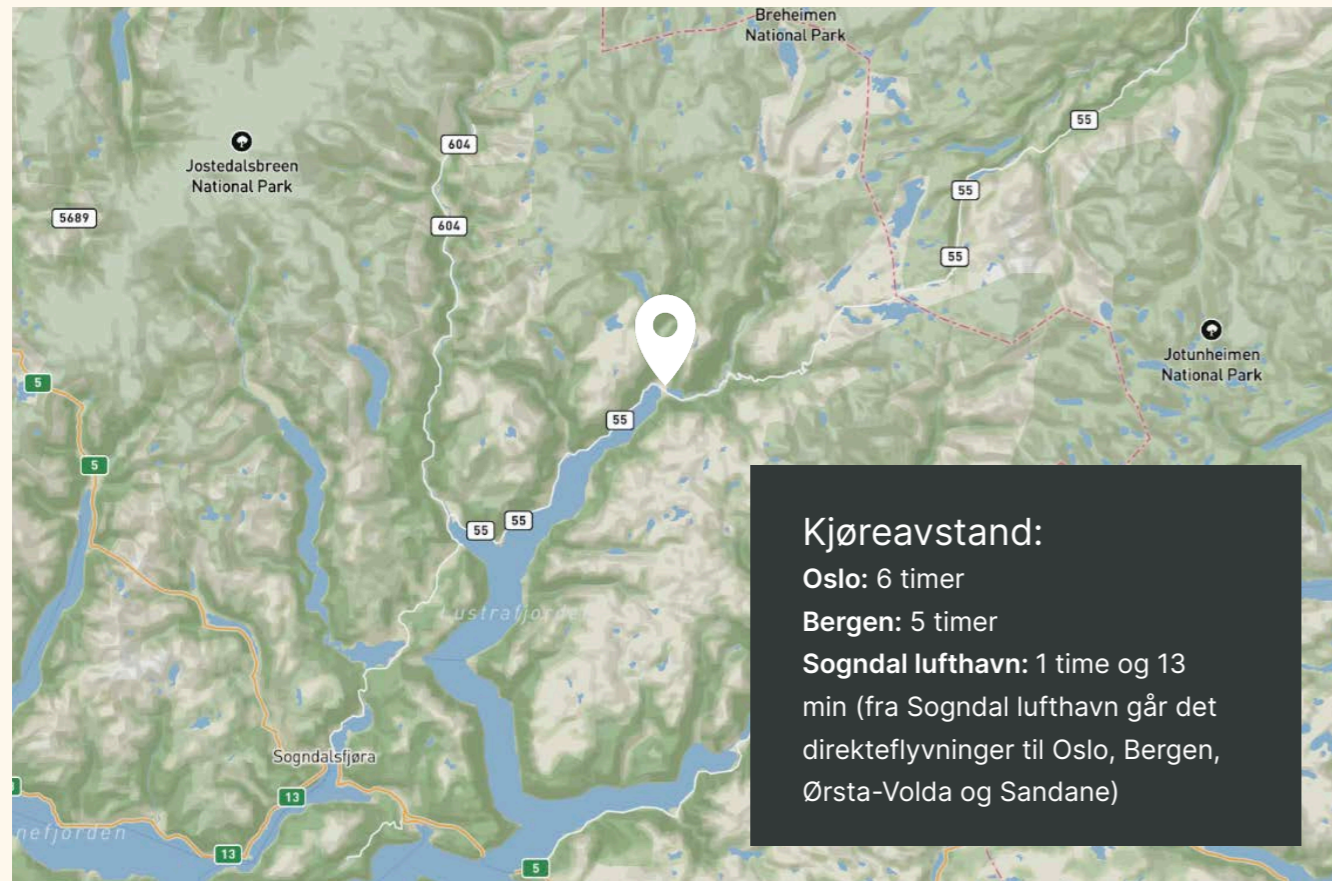 Breheimen
National Park
55
604
Jostedalsbreen
National Park
55
5689
604
55
Jotunheimen
National Park
5
55
5
55
55
Lustrafjorden
Sogndalsfjøra
13
nefjorden
13
5
Kjøreavstand:
Oslo: 6 timer
Bergen: 5 timer
Sogndal lufthavn: 1 time og 13
min (fra Sogndal lufthavn går det
direkteflyvninger til Oslo, Bergen,
Ørsta-Volda og Sandane)